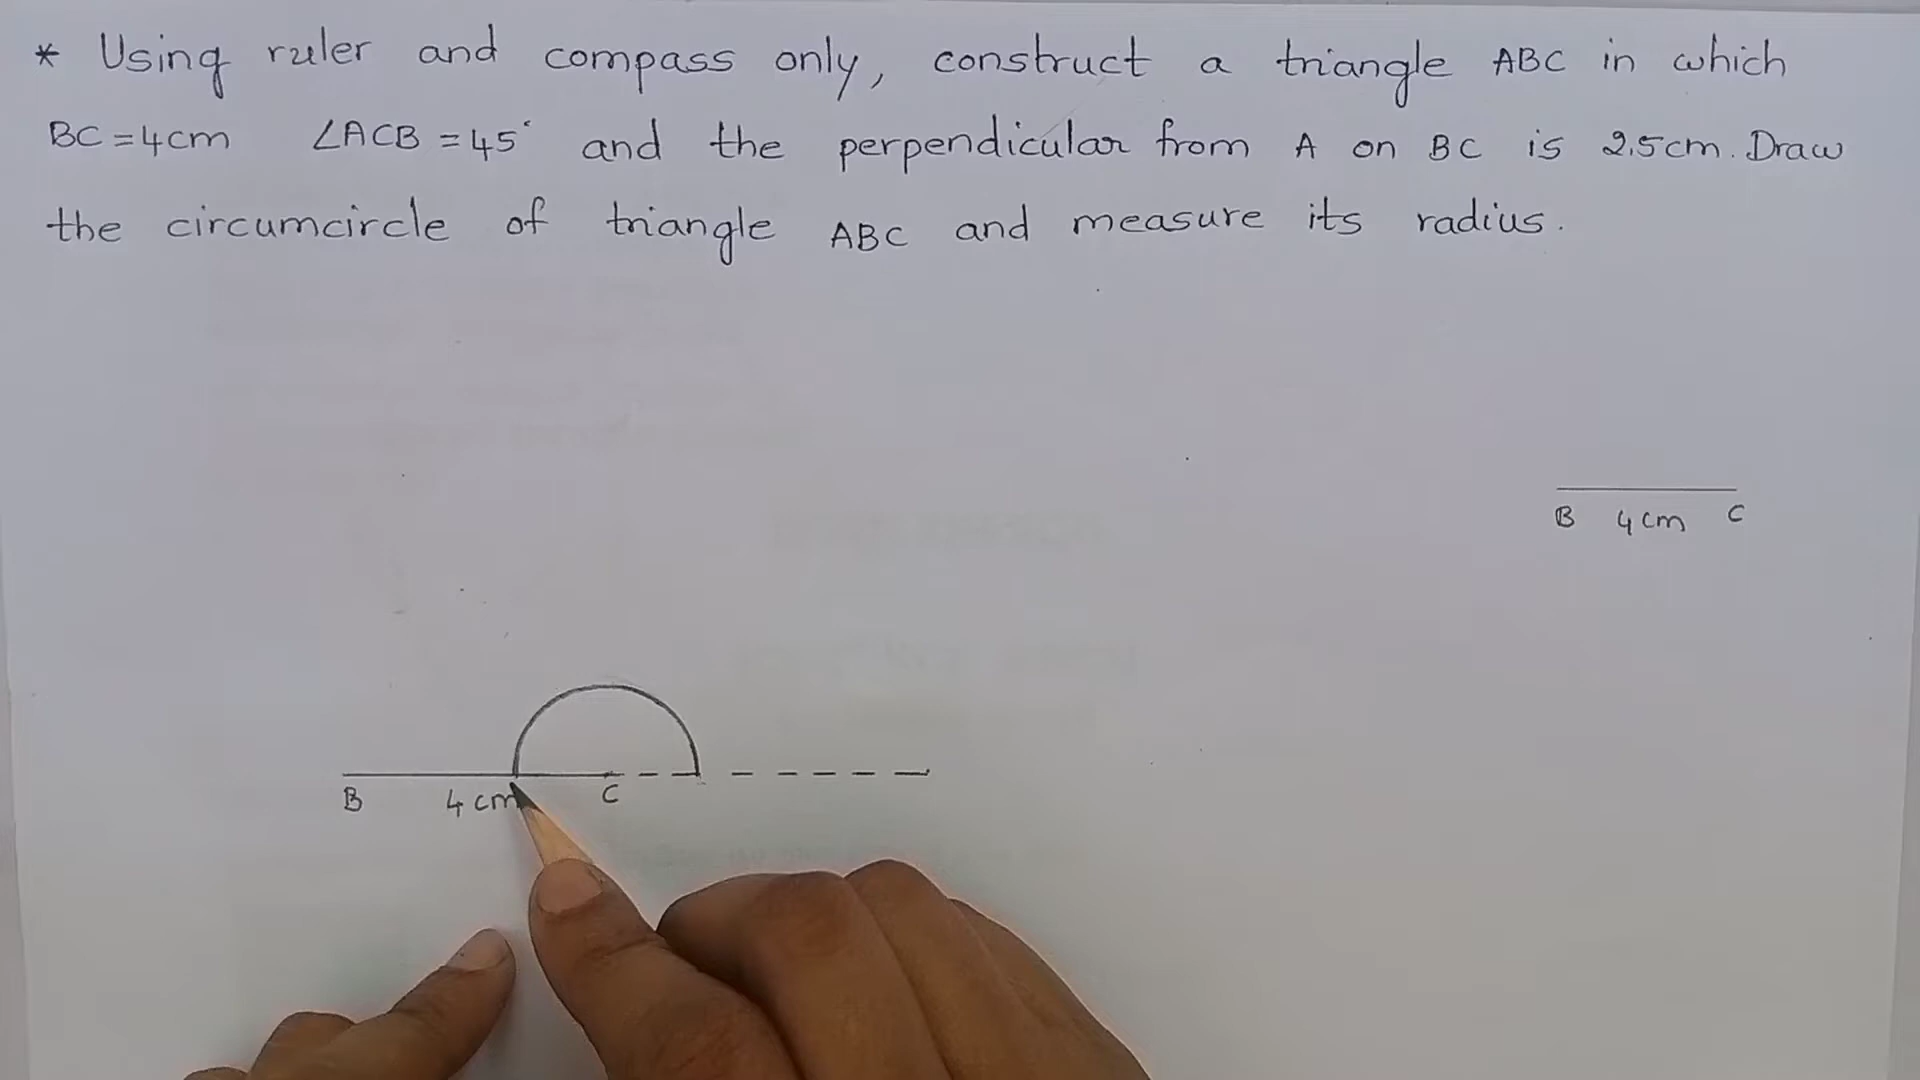 * Using ruler and compass only, construct a triangle ABC in which
BC = 4cm ∠ACB = 45° and the perpendicular from A on BC is 2.5cm. Draw
the circumcircle of triangle ABC and measure its radius.
B 4cm C
B 4 cm C